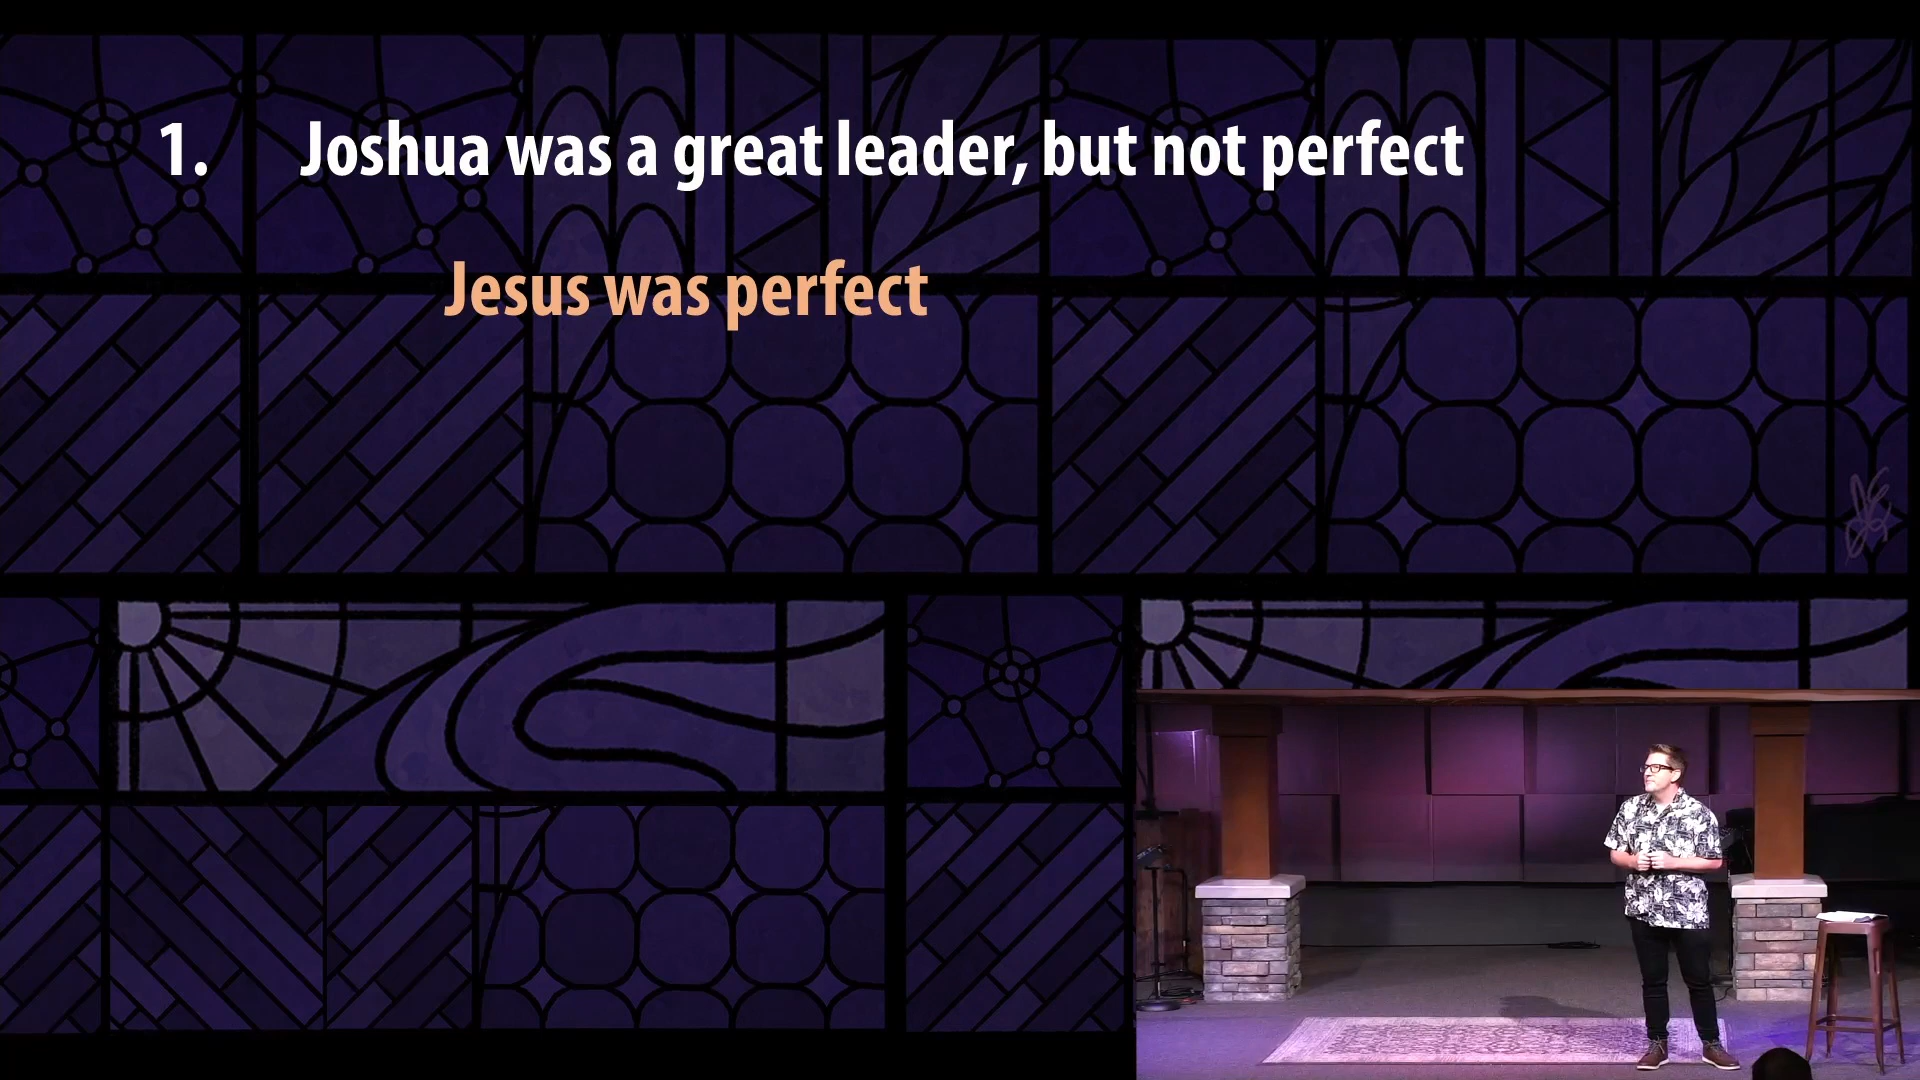 1. Joshua was a great leader, but not perfect
Jesus was perfect